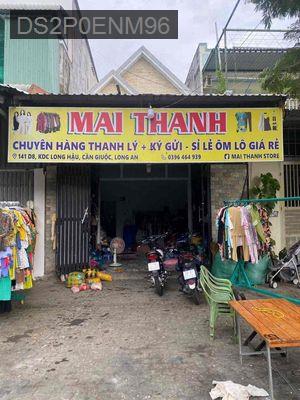 DS2P0ENM96
MAI THANH
CHUYÊN HÀNG THANH LÝ + KÝ GỬI - SỈ LẺ ÔM LÔ GIÁ RẺ
141 D8, KDC LONG HẬU, CẦN GIUỘC, LONG AN 0396 464 939 MAI THANH STORE